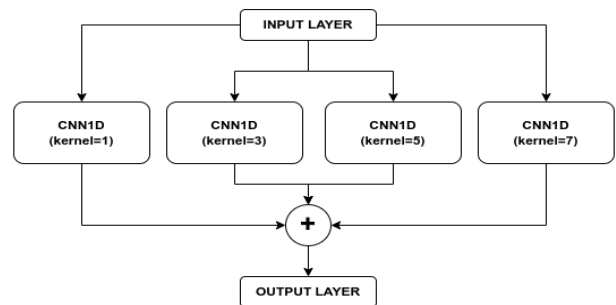 INPUT LAYER
CNN1D
(kernel=1)
CNN1D
(kernel=3)
CNN1D
(kernel=5)
CNN1D
(kernel=7)
+
OUTPUT LAYER